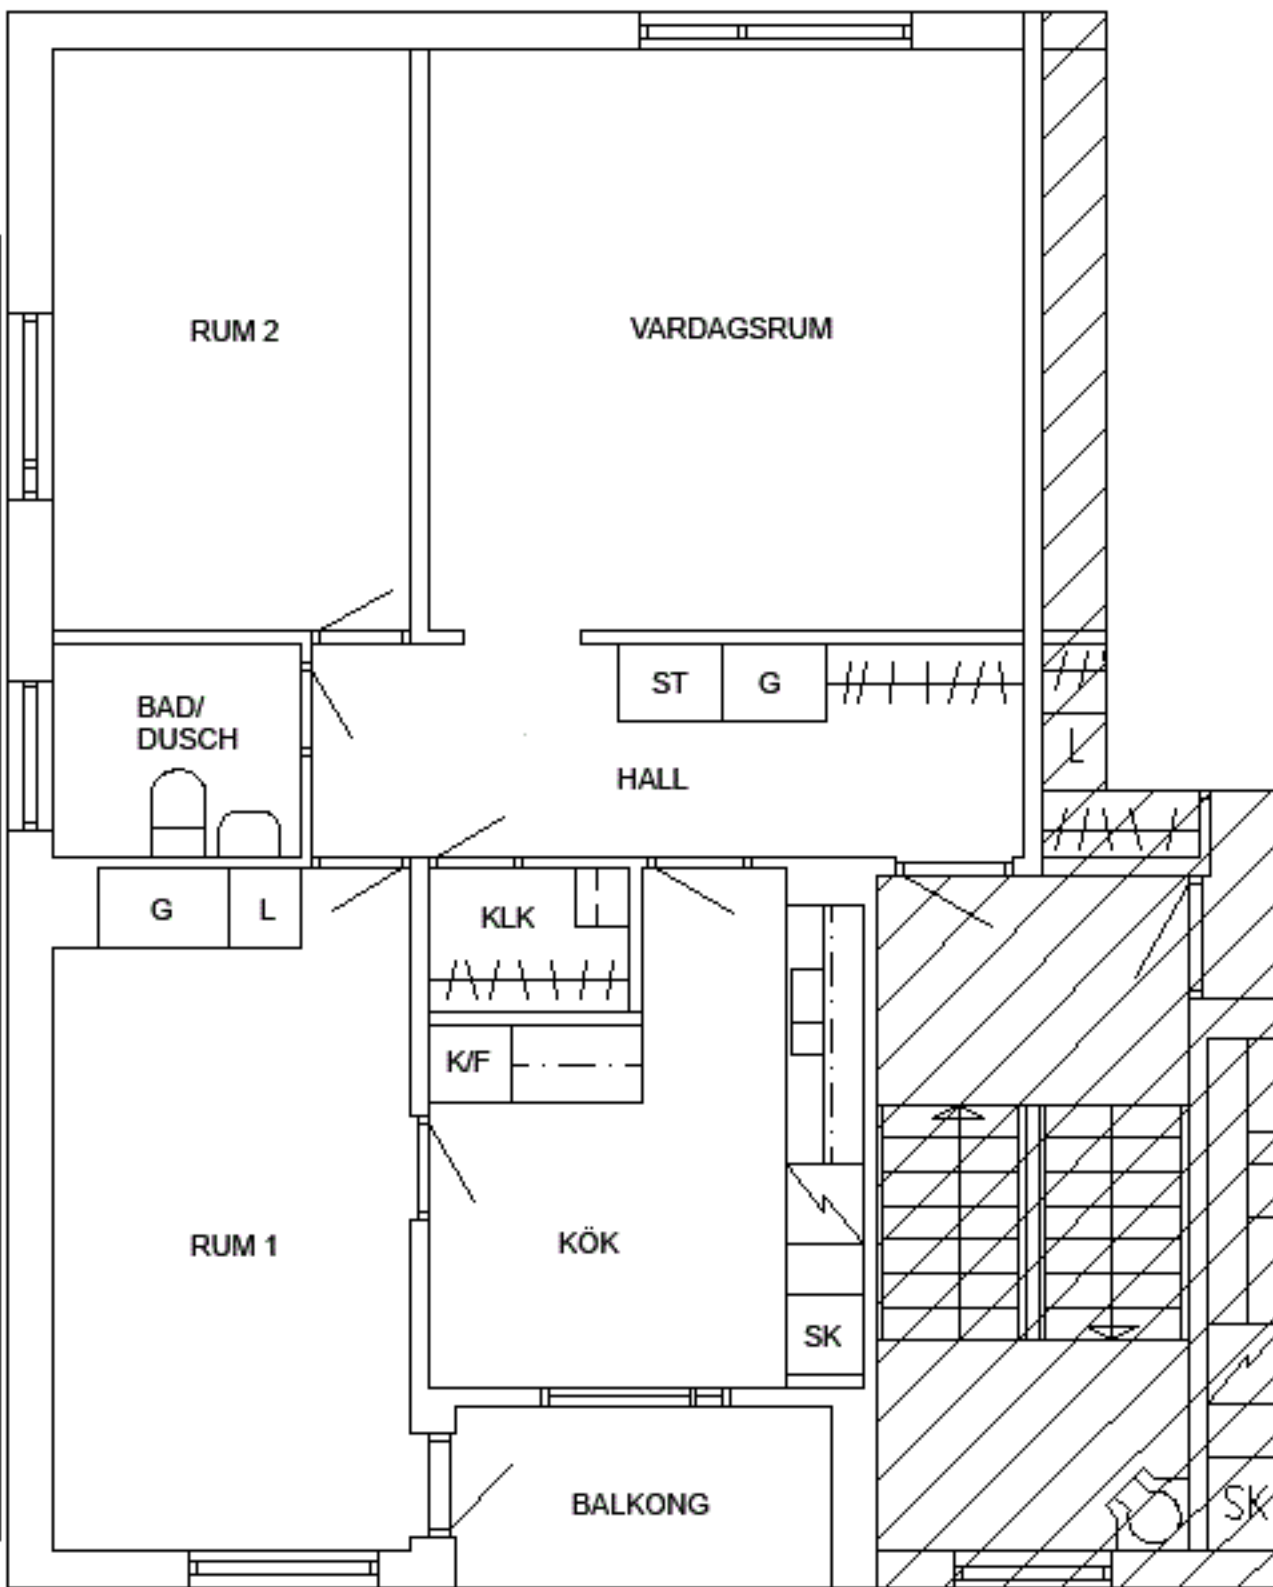 RUM 2
VARDAGSRUM
BAD/
DUSCH
ST
G
HALL
L
G
L
KLK
K/F
RUM 1
KÖK
SK
BALKONG
SK